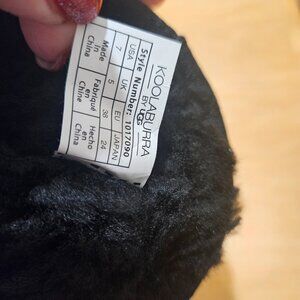 KOOLABURRA
BY UGG
Style Number: 1017090
USA UK EU JAPAN
7 5 38 24
Made in China
Fabriqué en Chine
Hecho en China